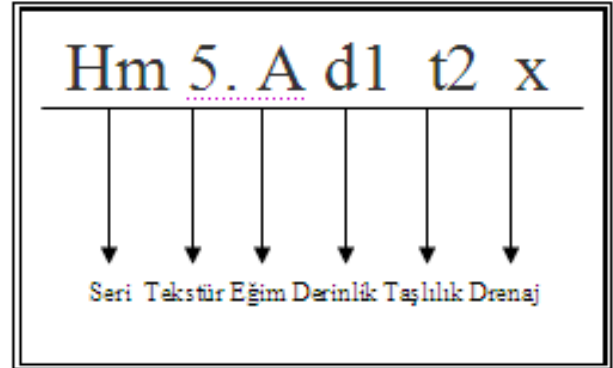 Hm 5. A d1 t2 x
Seri Tekstür Eğim Derinlik Taşlılık Drenaj